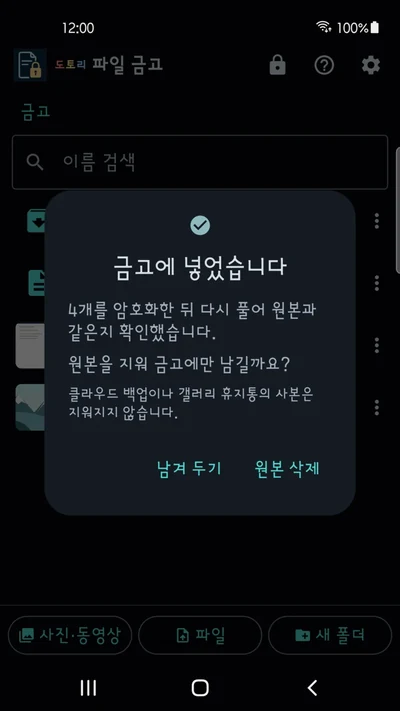 12:00
100%
도토리 파일 금고
금고
이름 검색
금고에 넣었습니다
4개를 암호화한 뒤 다시 풀어 원본과
같은지 확인했습니다.
원본을 지워 금고에만 남길까요?
클라우드 백업이나 갤러리 휴지통의 사본은
지워지지 않습니다.
남겨 두기
원본 삭제
사진·동영상
파일
새 폴더